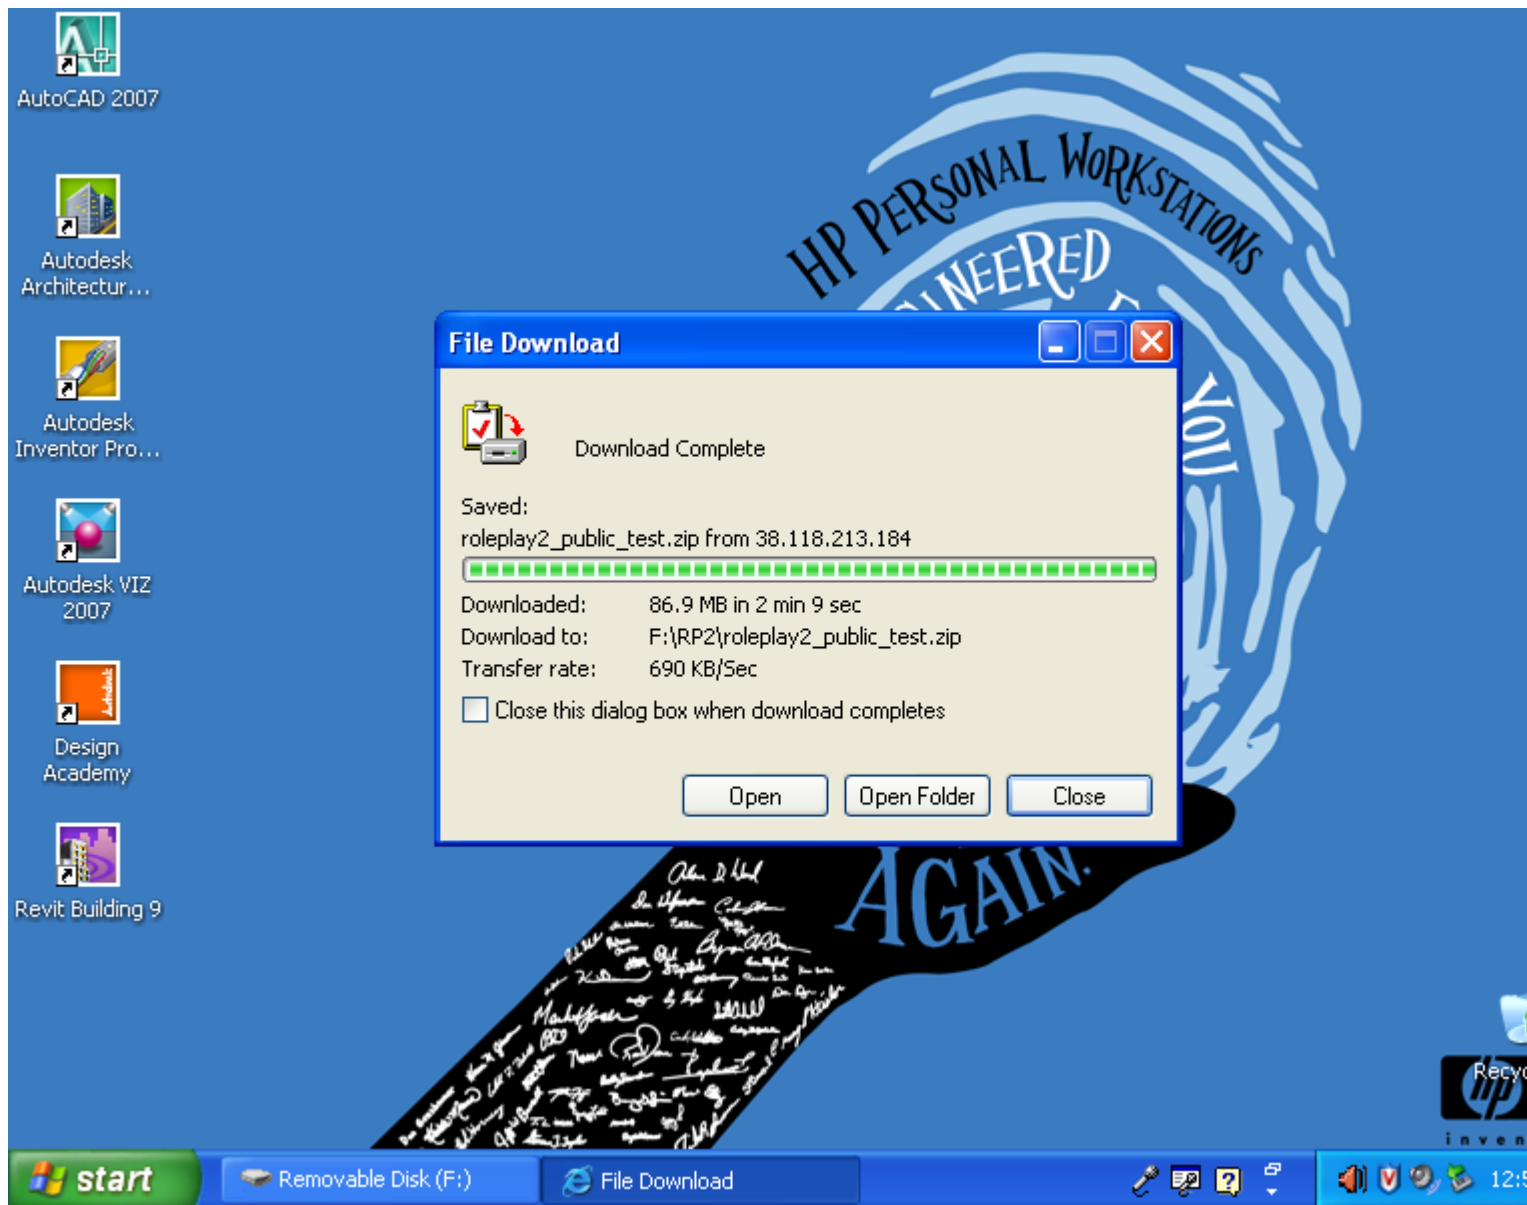 AutoCAD 2007
Autodesk
Architectur...
Autodesk
Inventor Pro...
Autodesk VIZ
2007
Design
Academy
Revit Building 9
HP PERSONAL WORKSTATIONS
YOU
AGAIN.
File Download
Download Complete
Saved:
roleplay2_public_test.zip from 38.118.213.184
Downloaded: 86.9 MB in 2 min 9 sec
Download to: F:\RP2\roleplay2_public_test.zip
Transfer rate: 690 KB/Sec
Close this dialog box when download completes
Open Open Folder Close
hp
start Removable Disk (F:) File Download